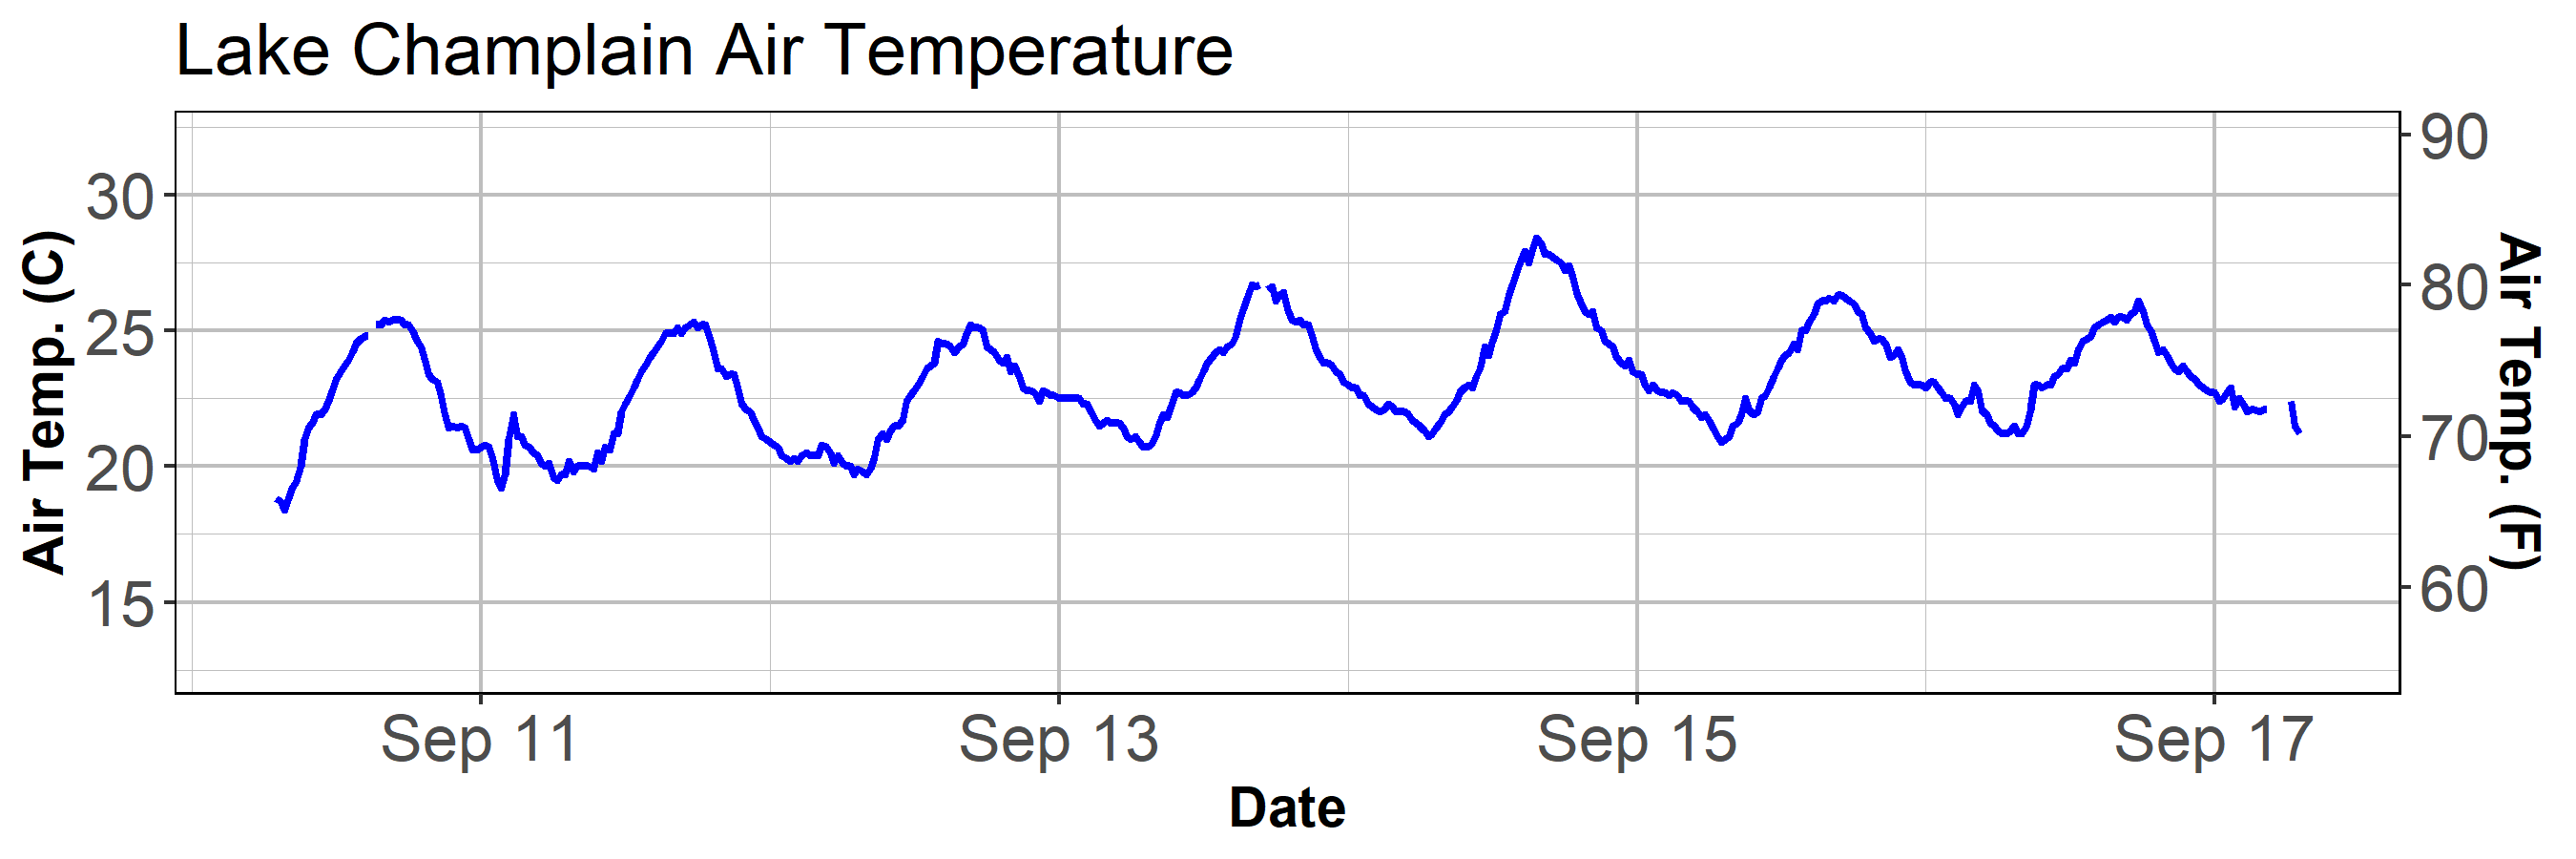 Lake Champlain Air Temperature
Air Temp. (C)
30
25
20
15
90
80
70
60
Air Temp. (F)
Sep 11
Sep 13
Sep 15
Sep 17
Date